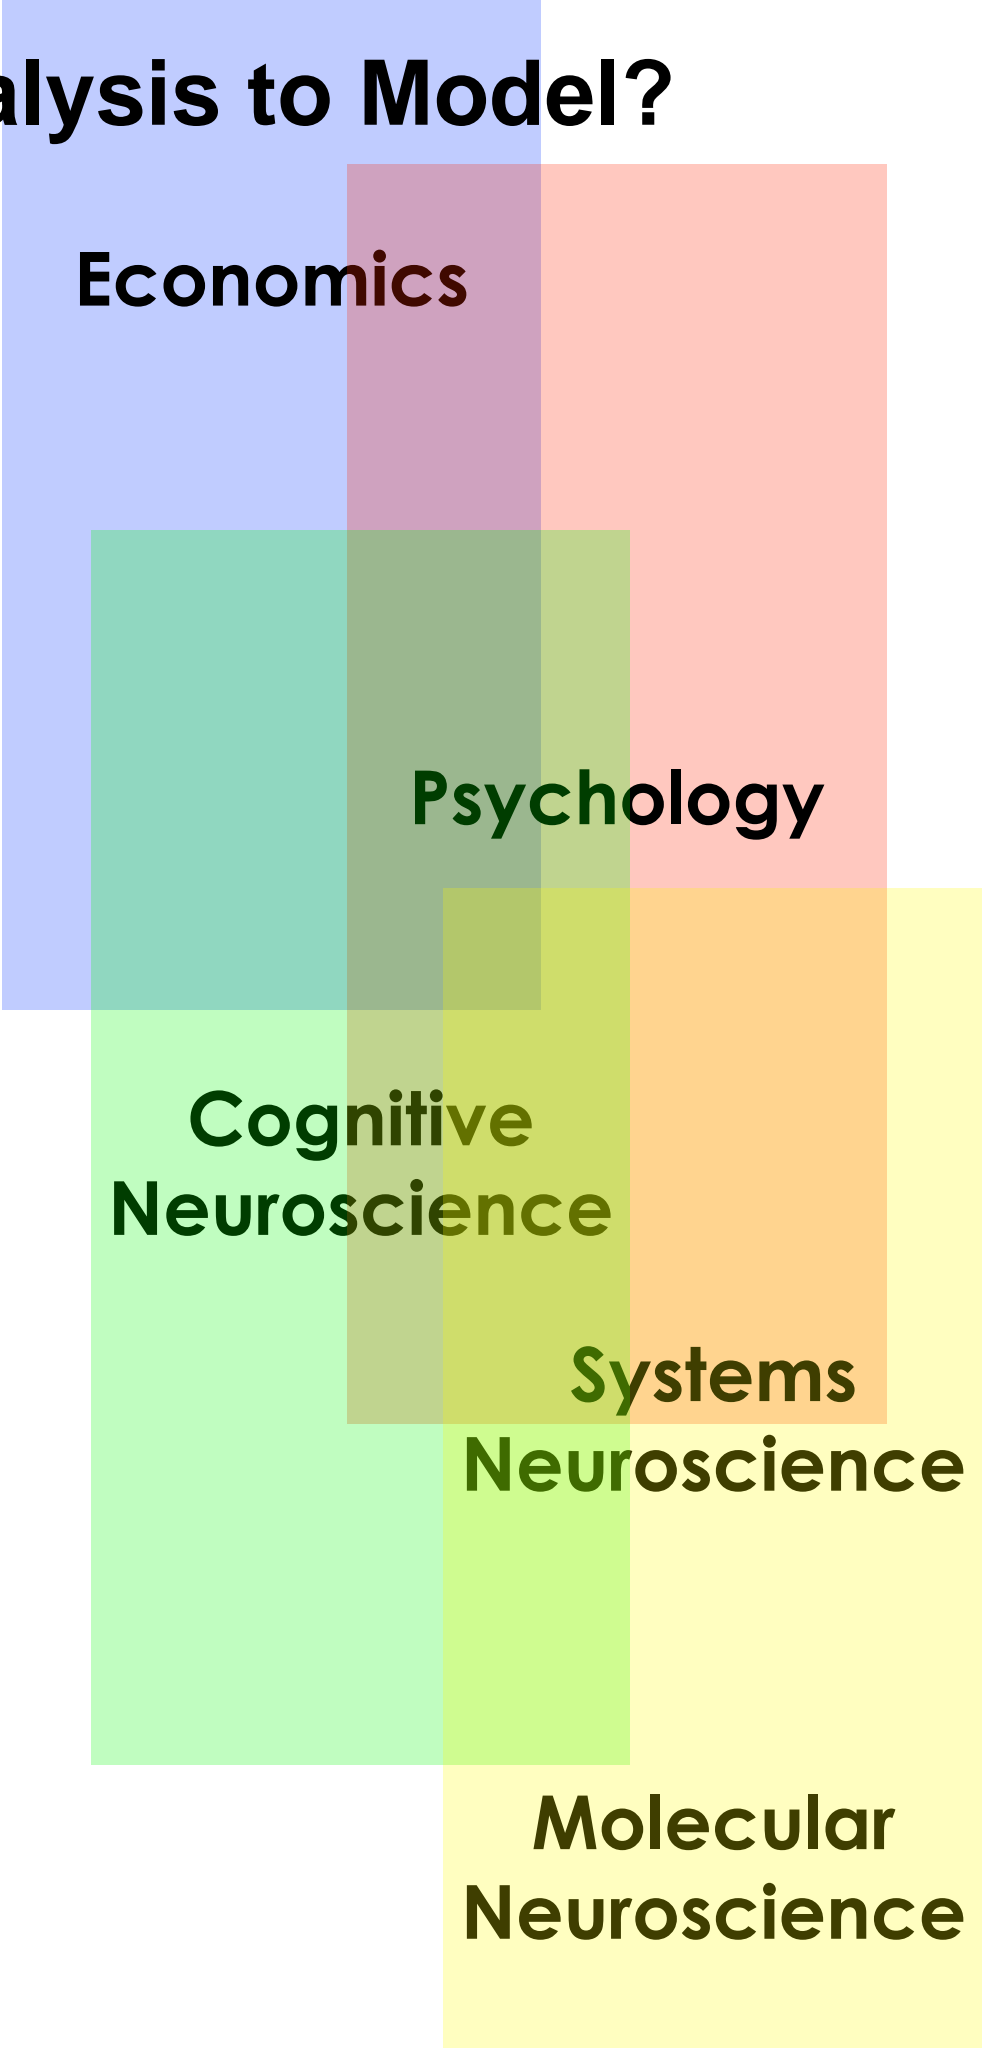 alysis to Model?
Economics
Psychology
Cognitive
Neuroscience
Systems
Neuroscience
Molecular
Neuroscience